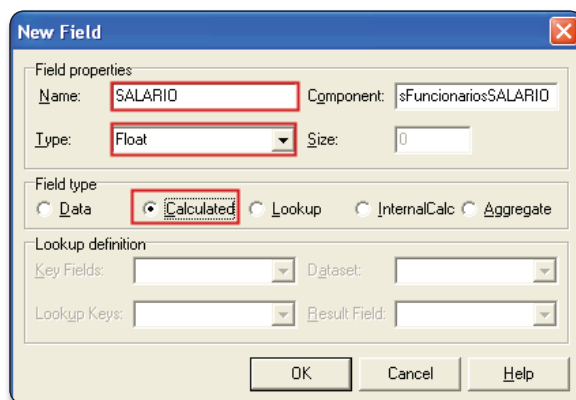 New Field
Field properties
Name: SALARIO Component: sFuncionariosSALARIO
Type: Float Size: 0
Field type
Data Calculated Lookup InternalCalc Aggregate
Lookup definition
Key Fields: Dataset:
Lookup Keys: Result Field:
OK Cancel Help